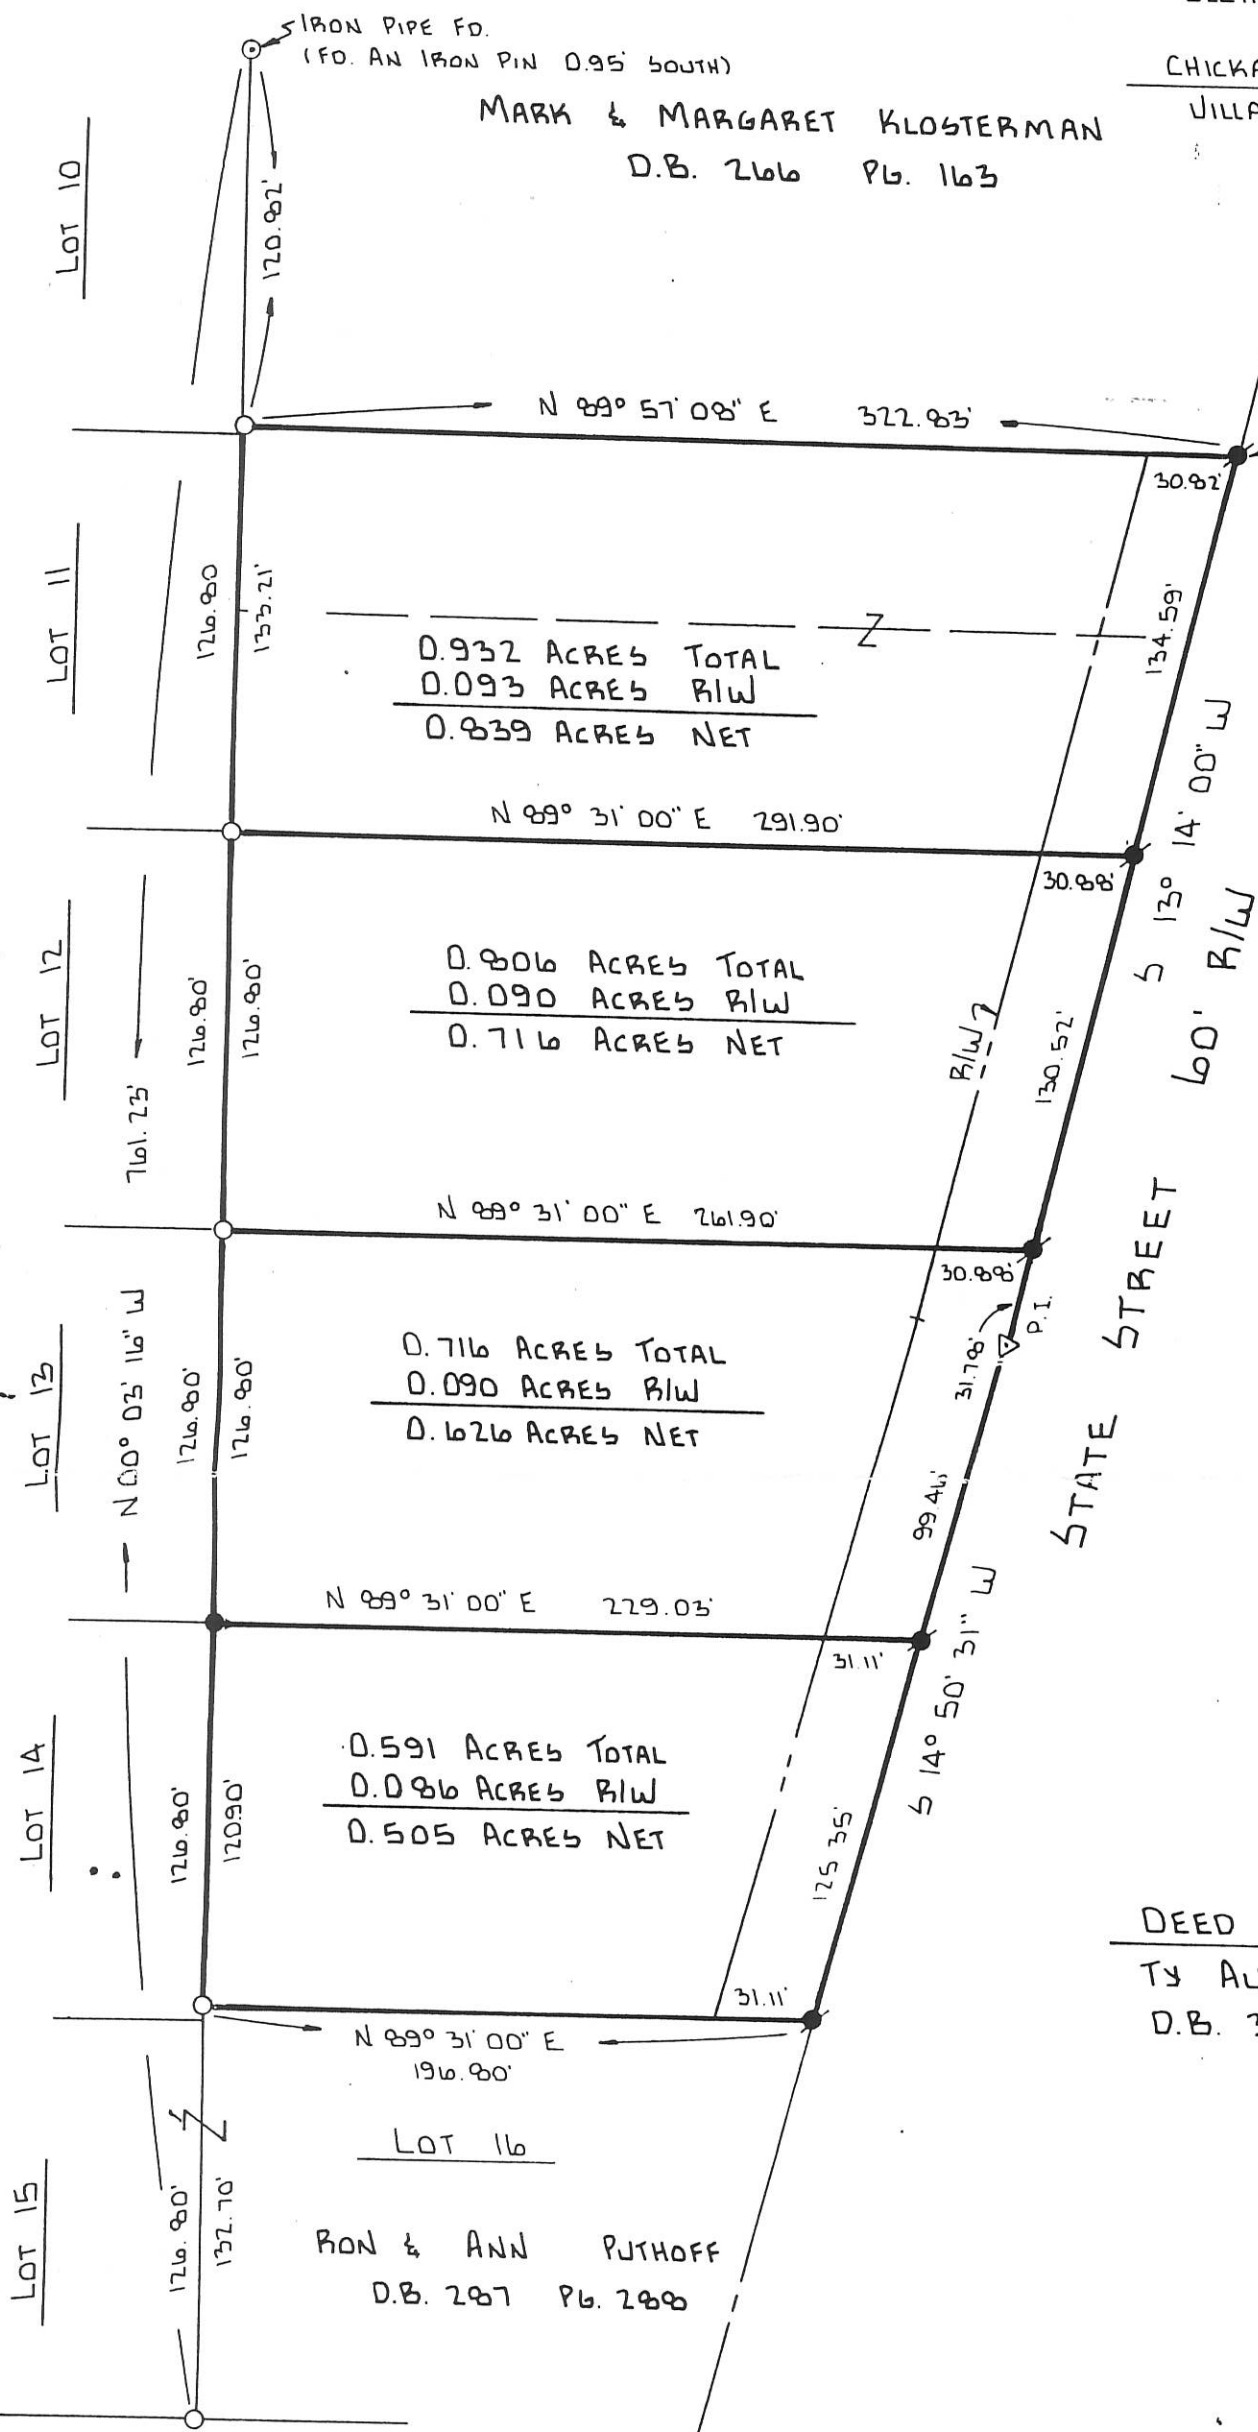 IRON PIPE FD.
(FD. AN IRON PIN 0.95' SOUTH)
CHICKA
VILLA
MARK & MARGARET KLOSTERMAN
D.B. 266 PG. 163
LOT 10
120.82'
N 89° 57' 08" E 322.83'
30.82'
LOT 11
126.80
133.21'
0.932 ACRES TOTAL
0.093 ACRES R/W
0.839 ACRES NET
134.59'
S 13° 14' 00" W
60' R/W
N 89° 31' 00" E 291.90'
30.88'
LOT 12
761.23'
126.80'
126.80'
0.806 ACRES TOTAL
0.090 ACRES R/W
0.716 ACRES NET
R/W
130.52'
N 89° 31' 00" E 261.90'
30.88'
P.I.
31.78'
STATE STREET
LOT 13
N 00° 03' 16" W
126.80'
126.80'
0.716 ACRES TOTAL
0.090 ACRES R/W
0.626 ACRES NET
99.46'
N 89° 31' 00" E 229.03'
31.11'
S 14° 50' 31" W
LOT 14
126.80'
120.90'
0.591 ACRES TOTAL
0.086 ACRES R/W
0.505 ACRES NET
125.35'
DEED
TY AU
D.B. 3
31.11'
N 89° 31' 00" E
196.80'
LOT 16
LOT 15
126.80'
132.70'
RON & ANN PUTHOFF
D.B. 287 PG. 288